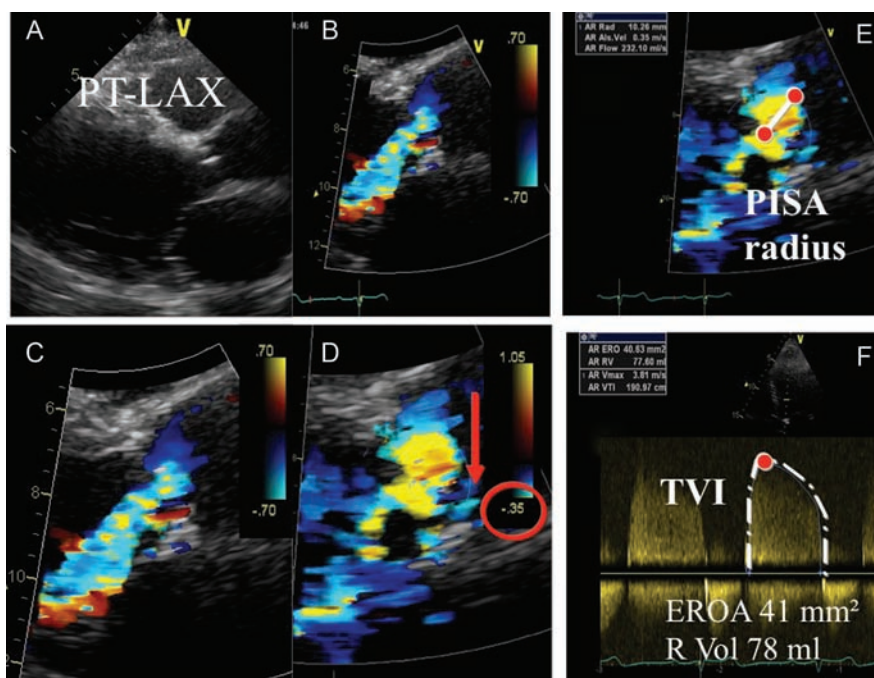 A
V
5
PT-LAX
B
1:46
V
.70
-.70
6
8
10
12
E
AR Rad 10.26 mm
AR Als.Vel 0.35 m/s
AR Flow 232.10 ml/s
V
PISA
radius
C
.70
-.70
6
8
10
D
1.05
-.35
F
AR ERO 40.63 mm2
AR RV 77.60 ml
AR Vmax 3.81 m/s
AR VTI 190.97 cm
V
TVI
EROA 41 mm²
R Vol 78 ml